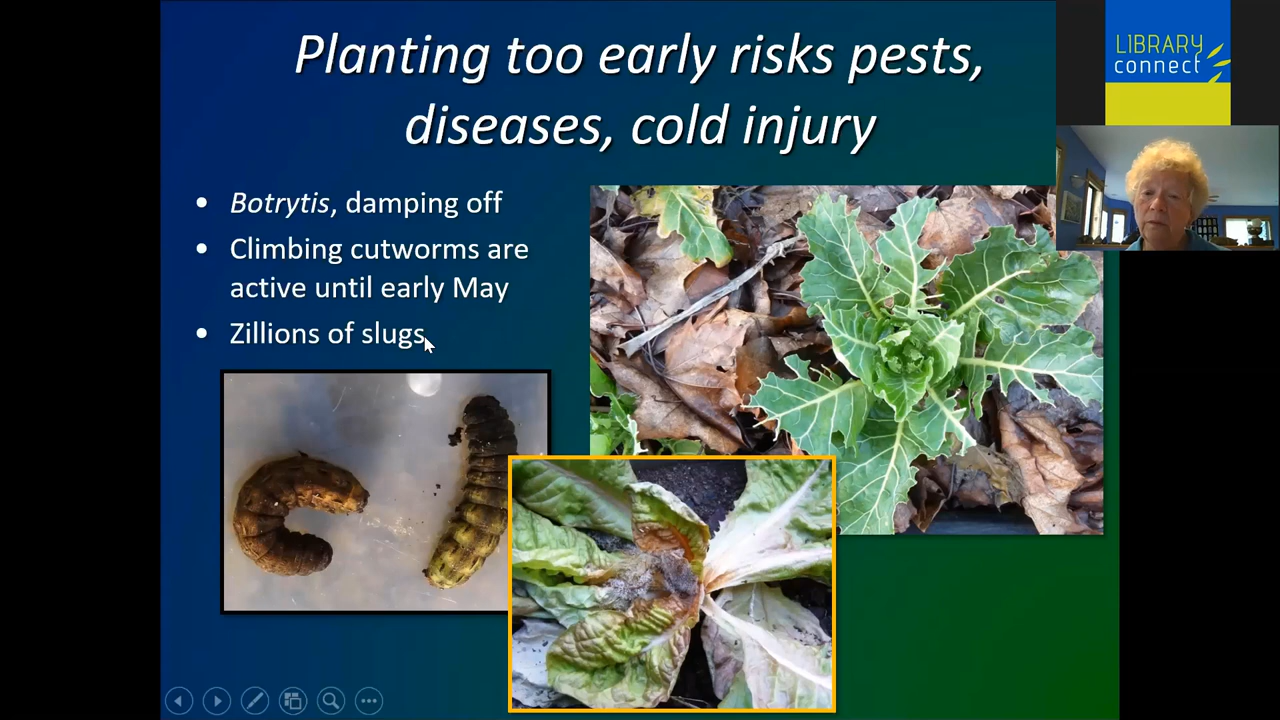 Planting too early risks pests,
diseases, cold injury
• Botrytis, damping off
• Climbing cutworms are
active until early May
• Zillions of slugs
LIBRARY
connect